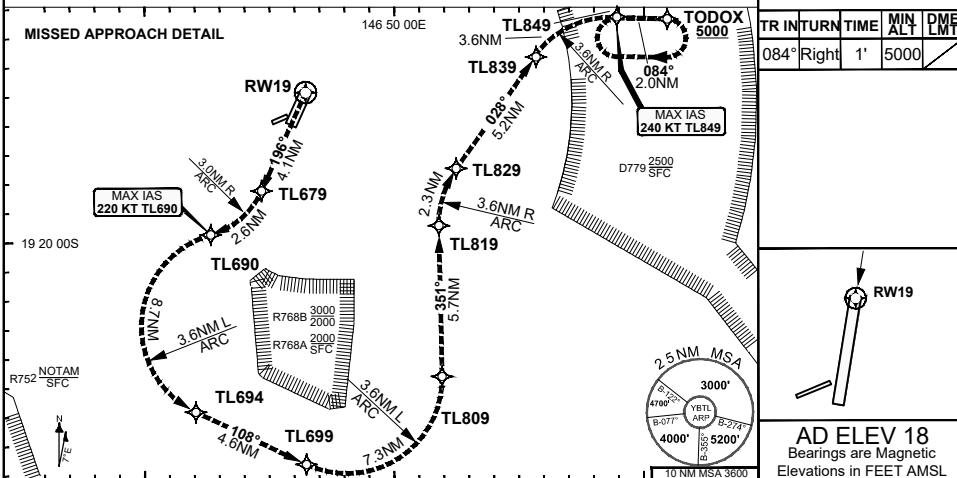 MISSED APPROACH DETAIL
146 50 00E
TL849
TODOX
5000
3.6NM
TL839
3.6NM R
ARC
084°
2.0NM
RW19
MAX IAS
240 KT TL849
028°
5.2NM
196°
4.1NM
D779 2500
SFC
3.0NM R
ARC
TL679
TL829
MAX IAS
220 KT TL690
2.6NM
2.3NM
3.6NM R
ARC
19 20 00S
TL690
TL819
351°
5.7NM
8.7NM
R768B 3000
2000
3.6NM L
ARC
R768A 2000
SFC
R752 NOTAM
SFC
3.6NM L
ARC
TL694
TL699
TL809
108°
4.6NM
7.3NM
N
7°E
25NM MSA
3000'
B-122°
4700'
YBTL
ARP
B-077°
B-274°
4000'
B-355°
5200'
10 NM MSA 3600
TR IN TURN TIME MIN ALT DME LMT
084° Right 1' 5000
RW19
AD ELEV 18
Bearings are Magnetic
Elevations in FEET AMSL